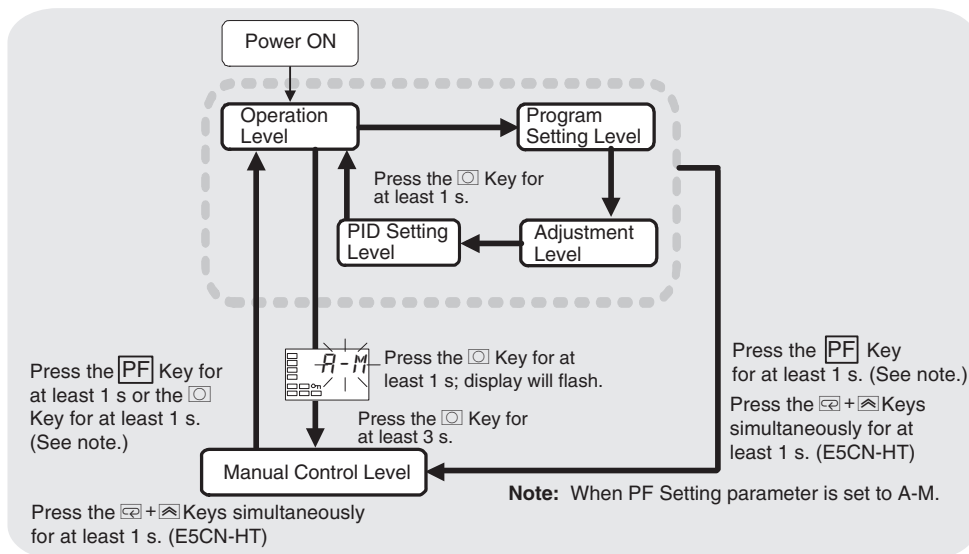 Power ON
Operation
Level
Program
Setting Level
Press the Key for
at least 1 s.
PID Setting
Level
Adjustment
Level
A-M
Press the Key for at
least 1 s; display will flash.
Press the PF Key for
at least 1 s or the
Key for at least 1 s.
(See note.)
Press the Key for
at least 3 s.
Press the PF Key
for at least 1 s. (See note.)
Press the + Keys
simultaneously for at
least 1 s. (E5CN-HT)
Manual Control Level
Note: When PF Setting parameter is set to A-M.
Press the + Keys simultaneously
for at least 1 s. (E5CN-HT)